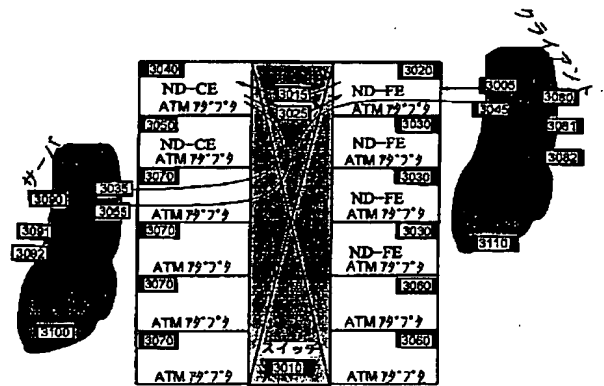 クライアント
3040
3020
ND-CE
3015
ND-FE
3005
3080
ATMアダプタ
3025
ATMアダプタ
3045
3050
3030
3081
ND-CE
ND-FE
ATMアダプタ
ATMアダプタ
3082
サーバ
3070
3030
3035
3090
ND-FE
3055
ATMアダプタ
ATMアダプタ
3091
3070
3030
3110
3092
ND-FE
ATMアダプタ
ATMアダプタ
3070
3060
3100
ATMアダプタ
ATMアダプタ
3070
スイッチ
3060
3010
ATMアダプタ
ATMアダプタ